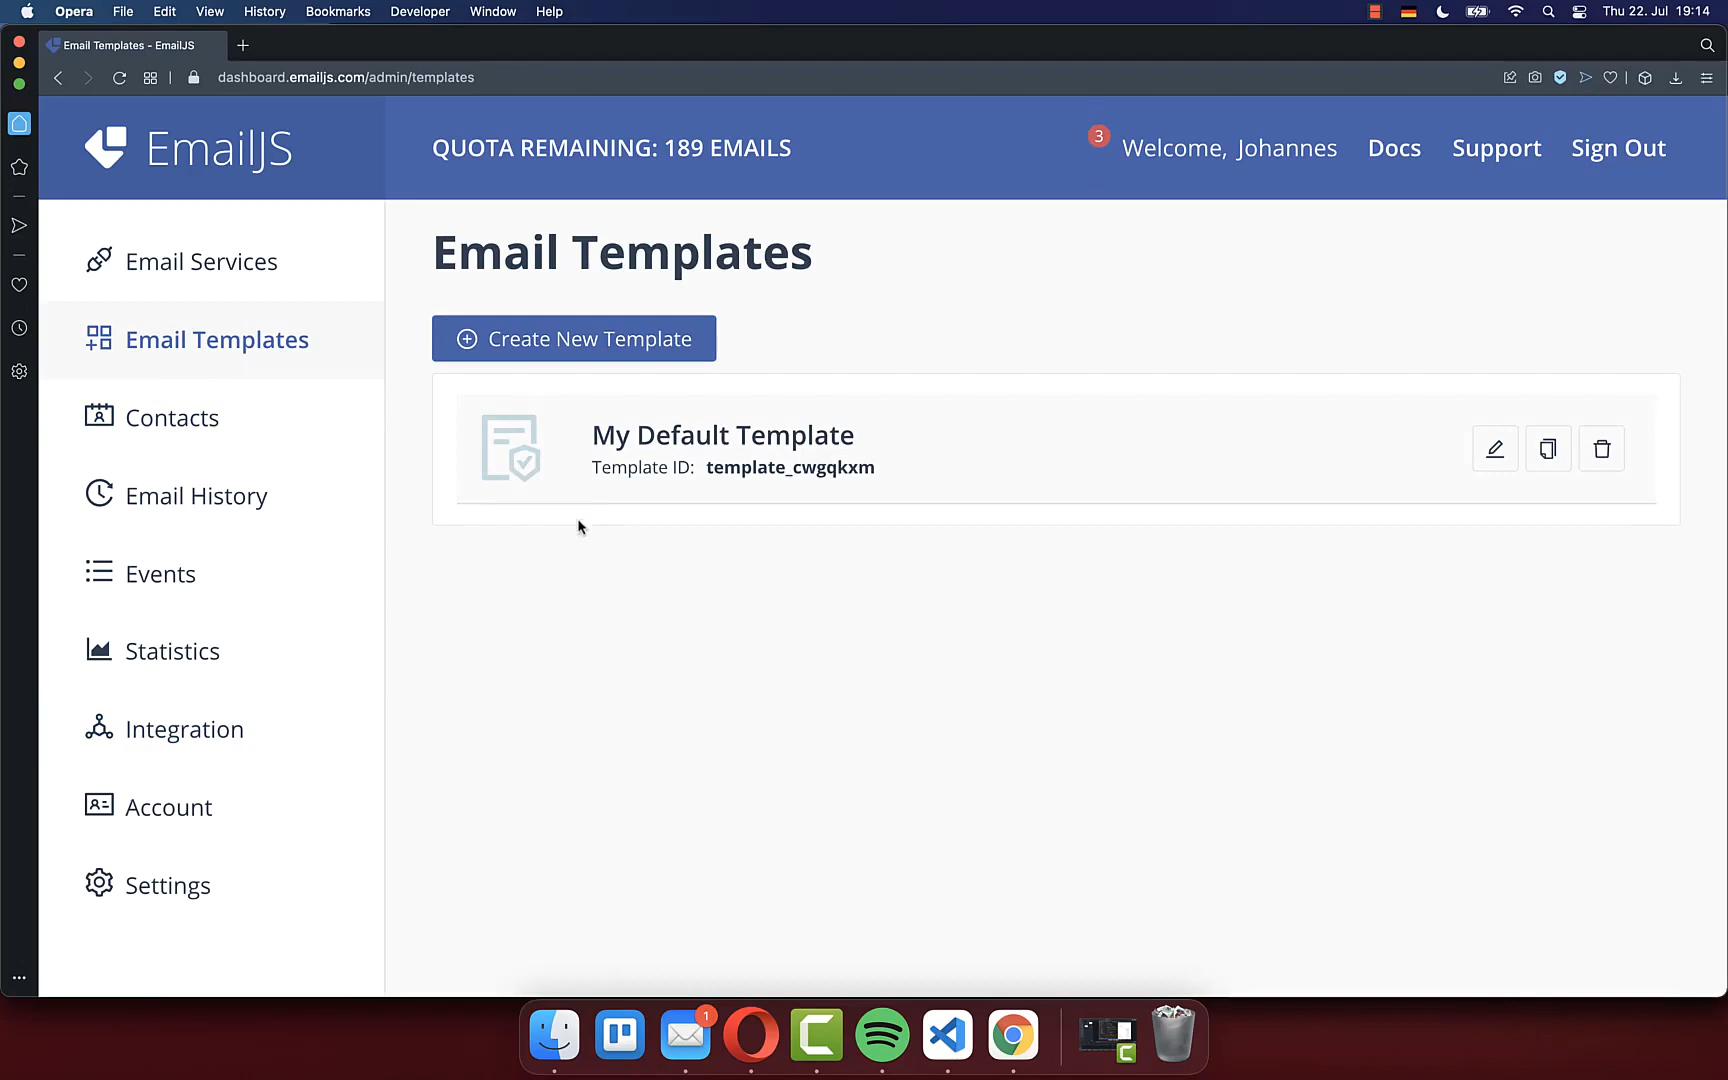 Opera File Edit View History Bookmarks Developer Window Help Thu 22. Jul 19:14
Email Templates - EmailJS
dashboard.emailjs.com/admin/templates
EmailJS
QUOTA REMAINING: 189 EMAILS
3
Welcome, Johannes
Docs
Support
Sign Out
Email Services
Email Templates
Contacts
Email History
Events
Statistics
Integration
Account
Settings
Email Templates
Create New Template
My Default Template
Template ID: template_cwgqkxm
1